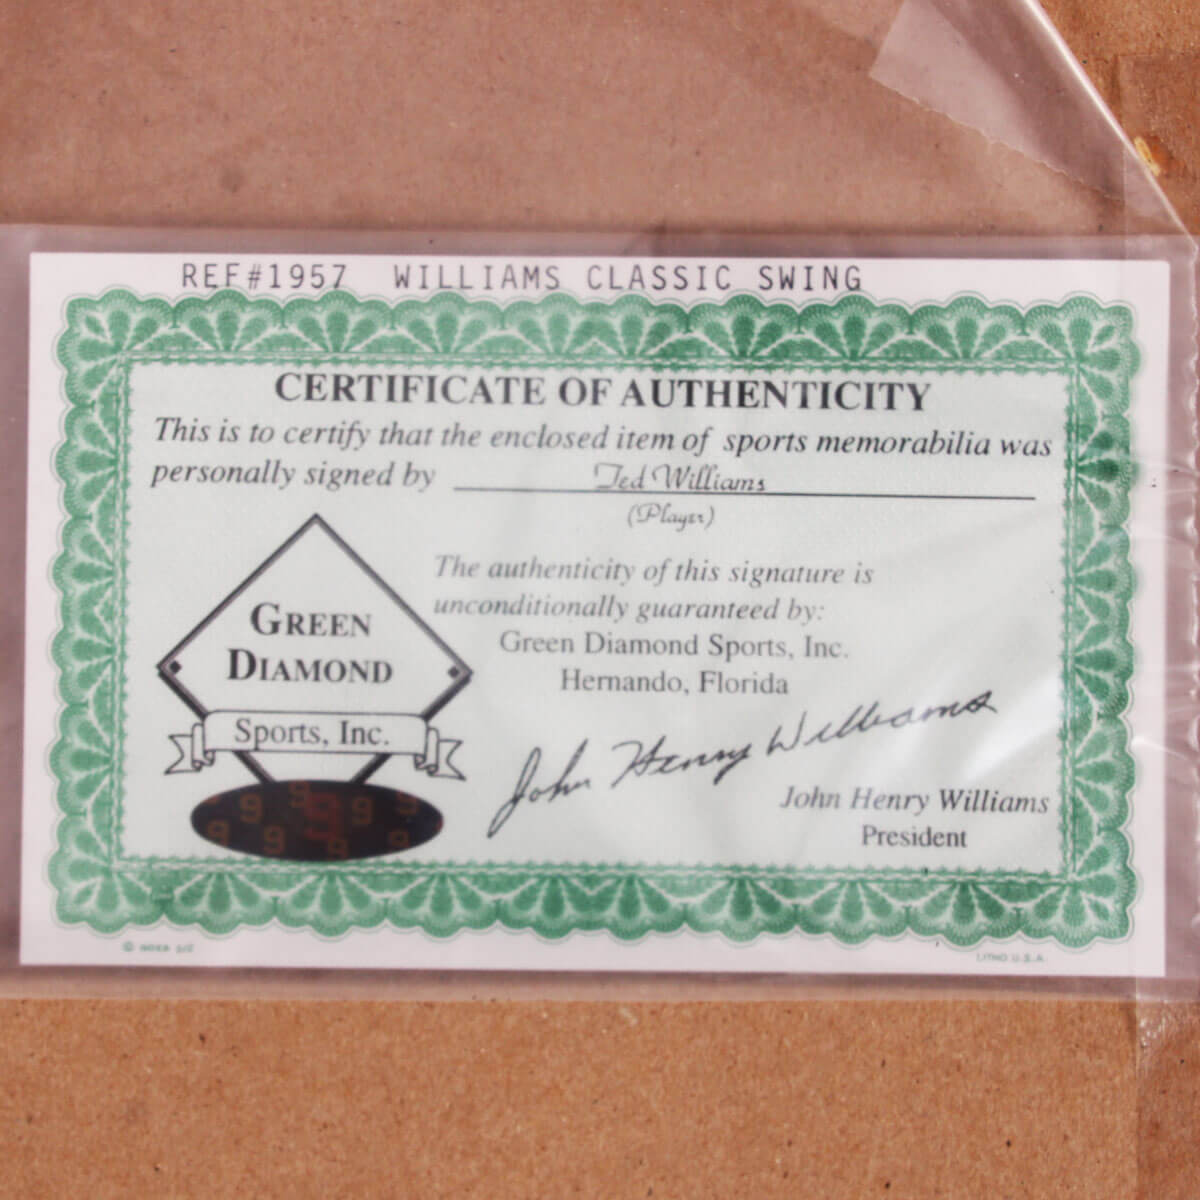 REF#1957 WILLIAMS CLASSIC SWING
CERTIFICATE OF AUTHENTICITY
This is to certify that the enclosed item of sports memorabilia was
personally signed by Ted Williams
(Player)
The authenticity of this signature is
unconditionally guaranteed by:
Green Diamond Sports, Inc.
Hernando, Florida
GREEN
DIAMOND
Sports, Inc.
John Henry Williams
John Henry Williams
President
LITHO U.S.A.